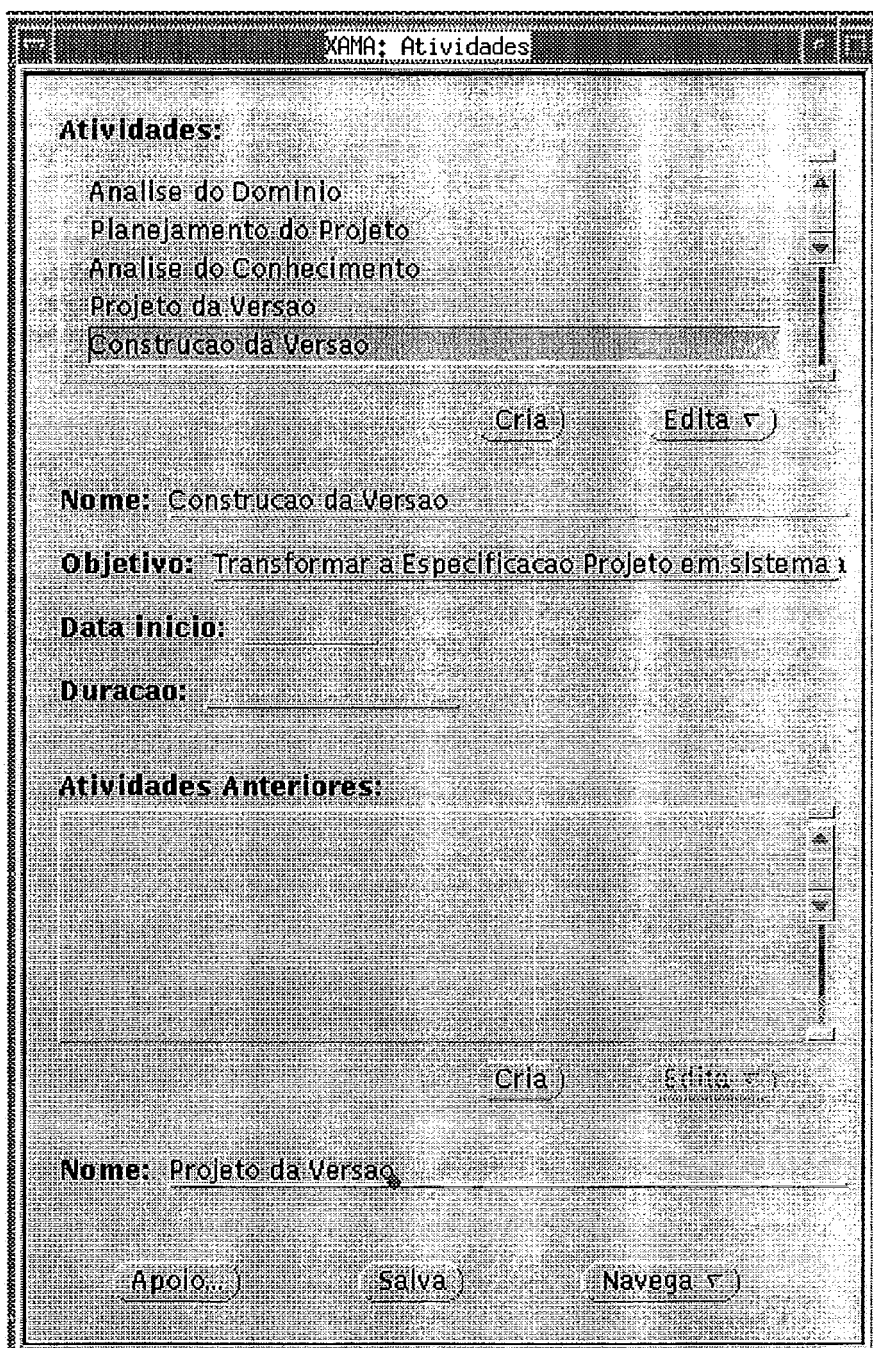 XAMA: Atividades
Atividades:
Analise do Dominio
Planejamento do Projeto
Analise do Conhecimento
Projeto da Versao
Construcao da Versao
Cria Edita
Nome: Construcao da Versao
Objetivo: Transformar a Especificacao Projeto em sistema
Data inicio:
Duracao:
Atividades Anteriores:
Cria Edita
Nome: Projeto da Versao
Apoio... Salva Navega